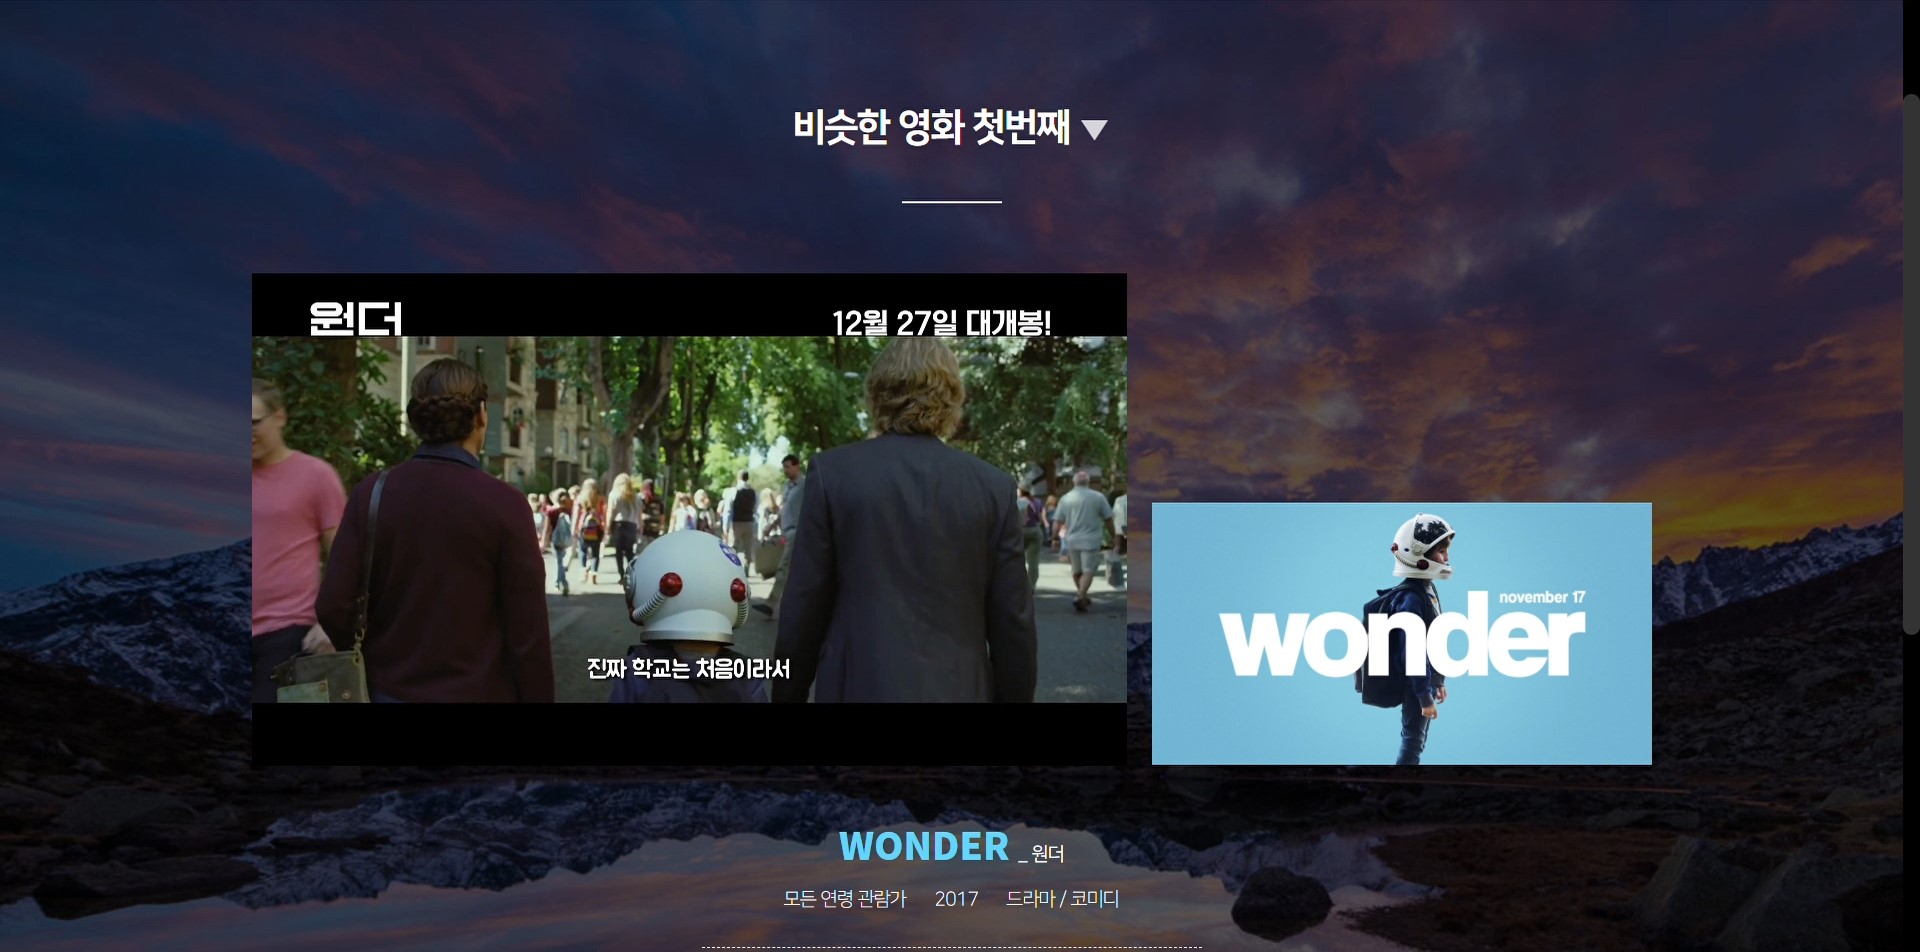 비슷한 영화 첫번째 ▼
원더
12월 27일 대개봉!
진짜 학교는 처음이라서
november 17
wonder
WONDER _ 원더
모든 연령 관람가 2017 드라마 / 코미디